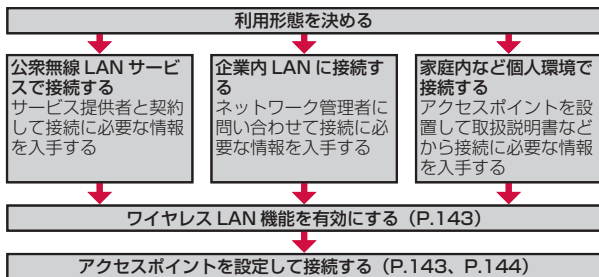 利用形態を決める
公衆無線 LAN サービ
スで接続する
サービス提供者と契約
して接続に必要な情報
を入手する
企業内 LAN に接続す
る
ネットワーク管理者に
問い合わせて接続に必
要な情報を入手する
家庭内など個人環境で
接続する
アクセスポイントを設
置して取扱説明書など
から接続に必要な情報
を入手する
ワイヤレス LAN 機能を有効にする（P.143）
アクセスポイントを設定して接続する（P.143、P.144）